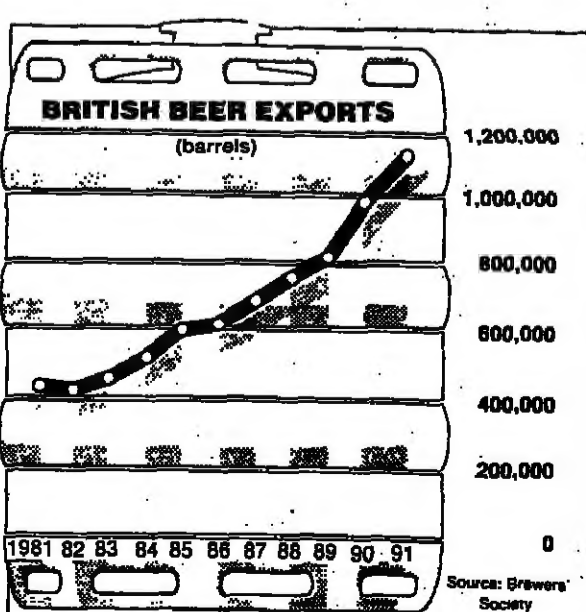 BRITISH BEER EXPORTS
(barrels)
1,200,000
1,000,000
800,000
600,000
400,000
200,000
0
1981 82 83 84 85 86 87 88 89 90 91
Source: Brewers'
Society